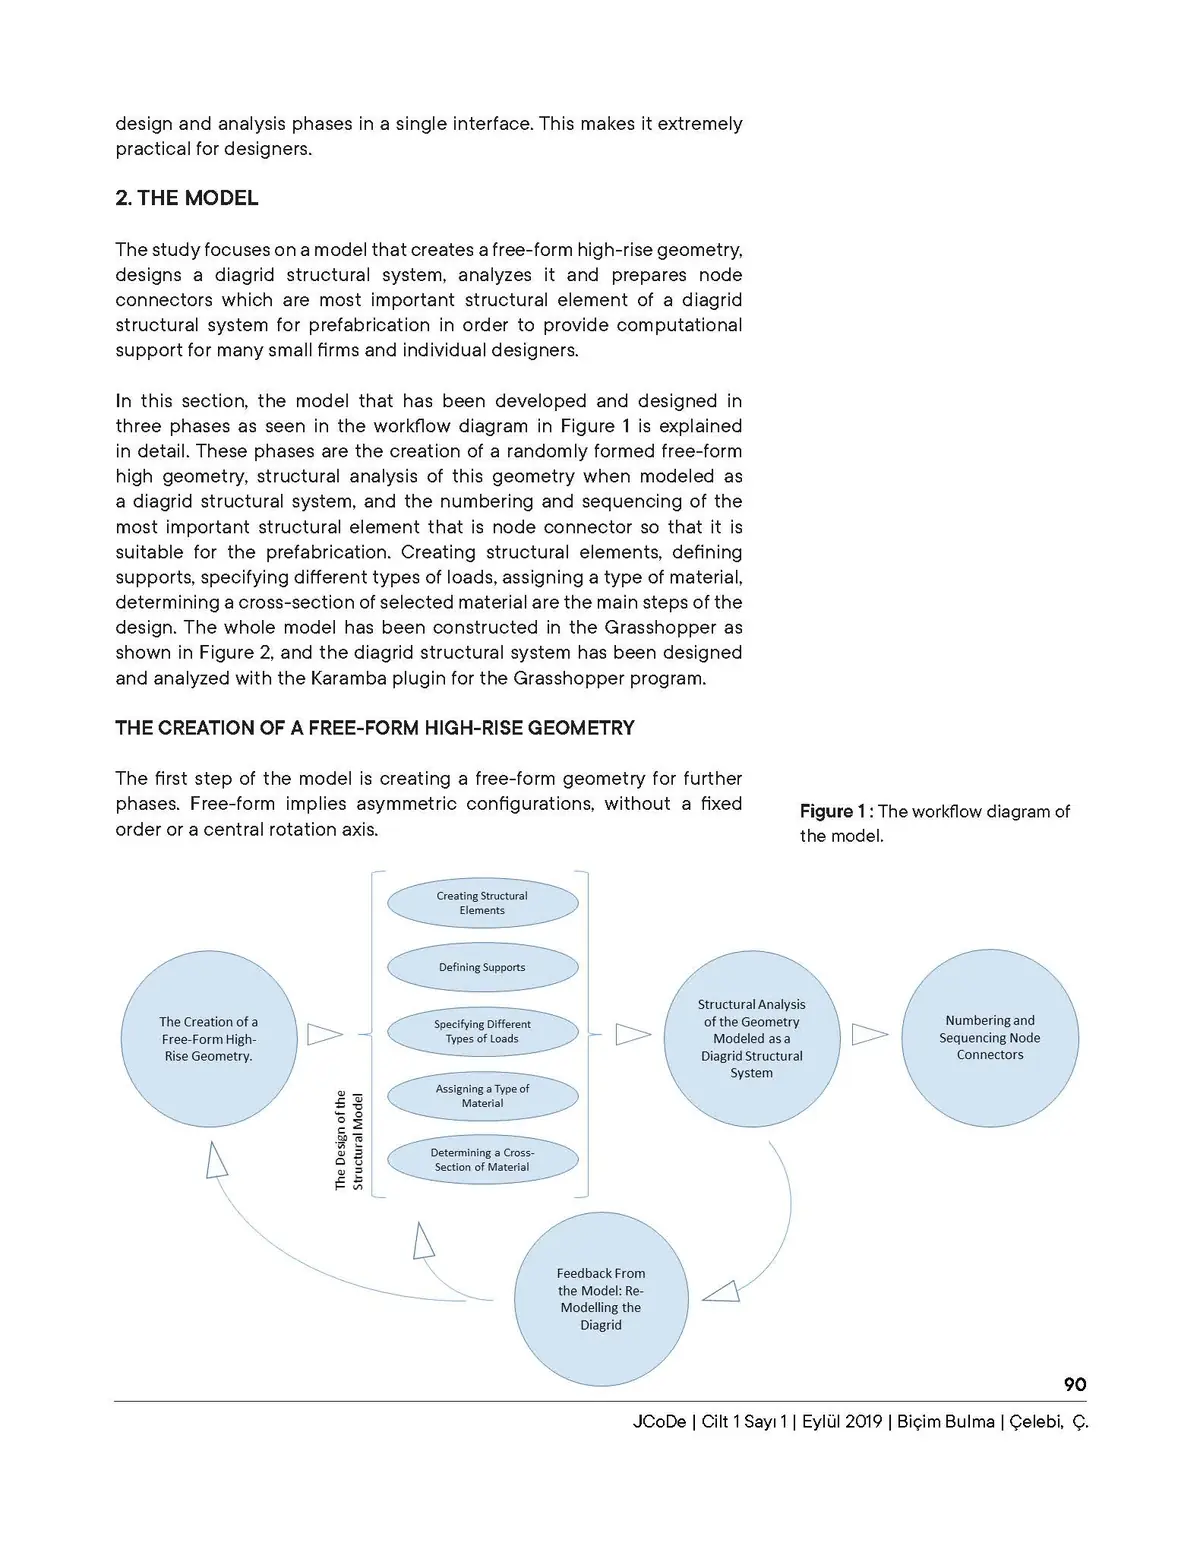 design and analysis phases in a single interface. This makes it extremely
practical for designers.
2. THE MODEL
The study focuses on a model that creates a free-form high-rise geometry,
designs a diagrid structural system, analyzes it and prepares node
connectors which are most important structural element of a diagrid
structural system for prefabrication in order to provide computational
support for many small firms and individual designers.
In this section, the model that has been developed and designed in
three phases as seen in the workflow diagram in Figure 1 is explained
in detail. These phases are the creation of a randomly formed free-form
high geometry, structural analysis of this geometry when modeled as
a diagrid structural system, and the numbering and sequencing of the
most important structural element that is node connector so that it is
suitable for the prefabrication. Creating structural elements, defining
supports, specifying different types of loads, assigning a type of material,
determining a cross-section of selected material are the main steps of the
design. The whole model has been constructed in the Grasshopper as
shown in Figure 2, and the diagrid structural system has been designed
and analyzed with the Karamba plugin for the Grasshopper program.
THE CREATION OF A FREE-FORM HIGH-RISE GEOMETRY
The first step of the model is creating a free-form geometry for further
phases. Free-form implies asymmetric configurations, without a fixed
order or a central rotation axis.
Figure 1 : The workflow diagram of
the model.
The Creation of a
Free-Form High-
Rise Geometry.
The Design of the
Structural Model
Creating Structural
Elements
Defining Supports
Specifying Different
Types of Loads
Assigning a Type of
Material
Determining a Cross-
Section of Material
Structural Analysis
of the Geometry
Modeled as a
Diagrid Structural
System
Numbering and
Sequencing Node
Connectors
Feedback From
the Model: Re-
Modelling the
Diagrid
90
JCoDe | Cilt 1 Sayı 1 | Eylül 2019 | Biçim Bulma | Çelebi, Ç.